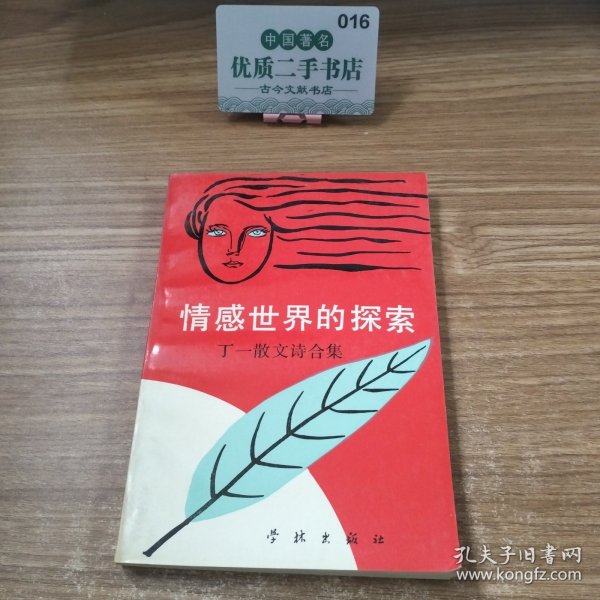 016
中国著名
优质二手书店
古今文献书店
情感世界的探索
丁一散文诗合集
学林出版社
孔夫子旧书网
www.kongfz.com